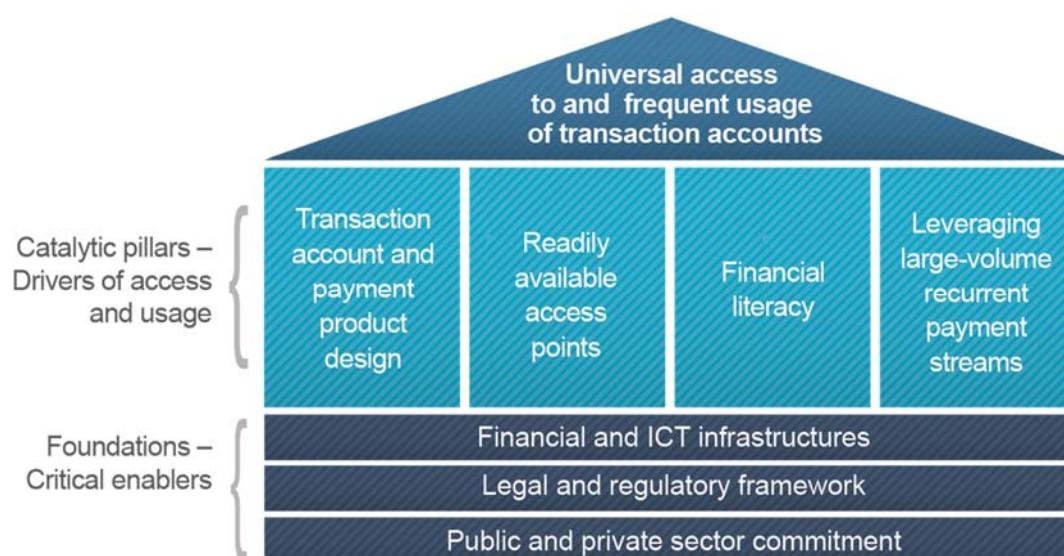 Universal access
to and frequent usage
of transaction accounts
Catalytic pillars –
Drivers of access
and usage
Transaction
account and
payment
product
design
Readily
available
access
points
Financial
literacy
Leveraging
large-volume
recurrent
payment
streams
Foundations –
Critical enablers
Financial and ICT infrastructures
Legal and regulatory framework
Public and private sector commitment